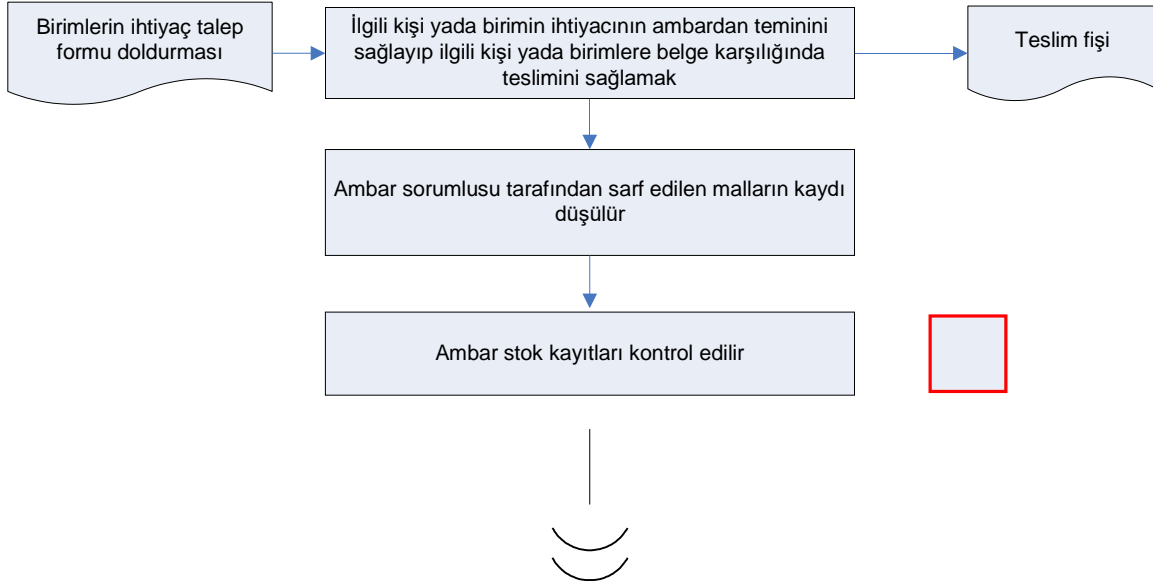 Birimlerin ihtiyaç talep
formu doldurması
İlgili kişi yada birimin ihtiyacının ambardan teminini
sağlayıp ilgili kişi yada birimlere belge karşılığında
teslimini sağlamak
Teslim fişi
Ambar sorumlusu tarafından sarf edilen malların kaydı
düşülür
Ambar stok kayıtları kontrol edilir